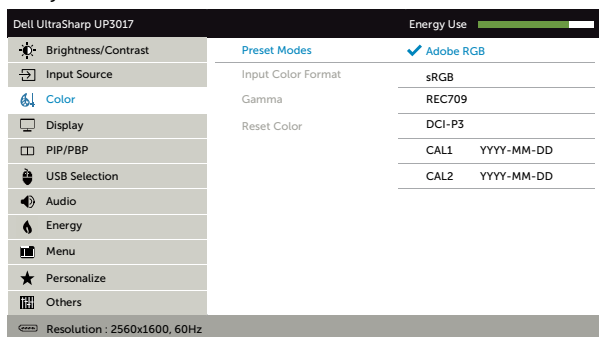 Dell UltraSharp UP3017 Energy Use
Brightness/Contrast Preset Modes Adobe RGB
Input Source Input Color Format sRGB
Color Gamma REC709
Display Reset Color DCI-P3
PIP/PBP CAL1 YYYY-MM-DD
USB Selection CAL2 YYYY-MM-DD
Audio
Energy
Menu
Personalize
Others
Resolution : 2560x1600, 60Hz